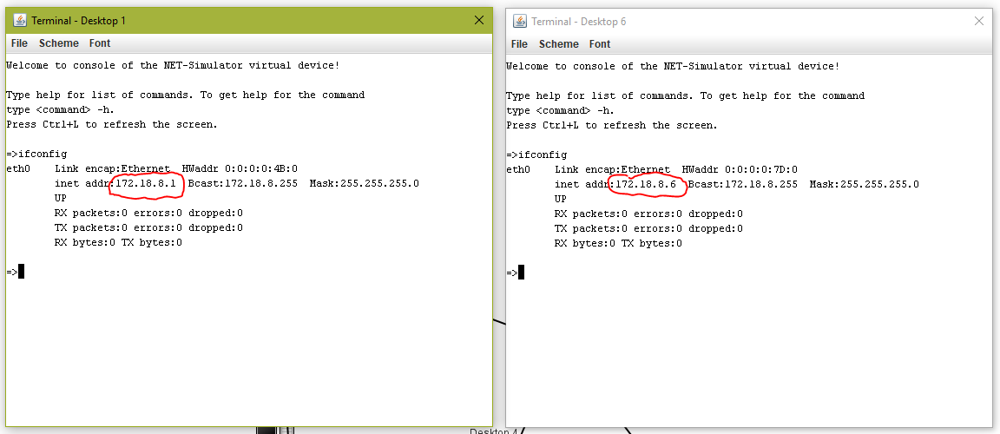 Terminal - Desktop 1
File Scheme Font
Welcome to console of the NET-Simulator virtual device!
Type help for list of commands. To get help for the command
type <command> -h.
Press Ctrl+L to refresh the screen.
=>ifconfig
eth0 Link encap:Ethernet HWaddr 0:0:0:0:4B:0
inet addr:172.18.8.1 Bcast:172.18.8.255 Mask:255.255.255.0
UP
RX packets:0 errors:0 dropped:0
TX packets:0 errors:0 dropped:0
RX bytes:0 TX bytes:0
=>
Terminal - Desktop 6
File Scheme Font
Welcome to console of the NET-Simulator virtual device!
Type help for list of commands. To get help for the command
type <command> -h.
Press Ctrl+L to refresh the screen.
=>ifconfig
eth0 Link encap:Ethernet HWaddr 0:0:0:0:7D:0
inet addr:172.18.8.6 Bcast:172.18.8.255 Mask:255.255.255.0
UP
RX packets:0 errors:0 dropped:0
TX packets:0 errors:0 dropped:0
RX bytes:0 TX bytes:0
=>
Desktop 4